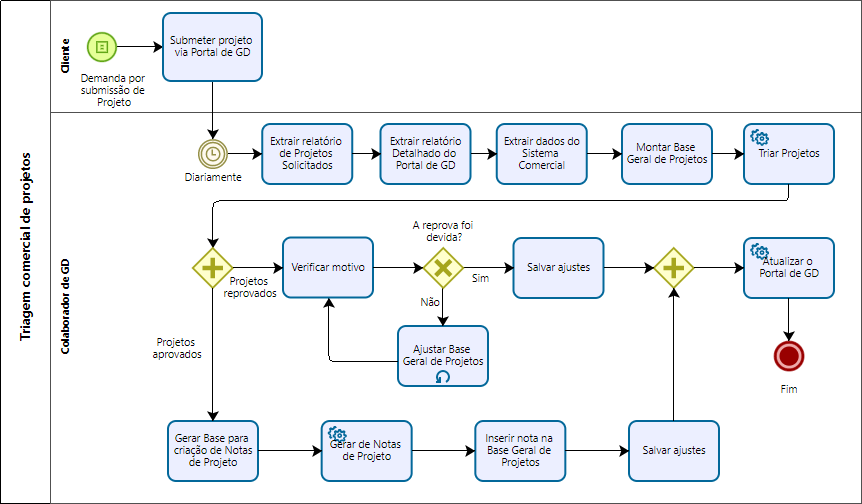 Triagem comercial de projetos
Cliente
Demanda por
submissão de
Projeto
Submeter projeto
via Portal de GD
Colaborador de GD
Diariamente
Extrair relatório
de Projetos
Solicitados
Extrair relatório
Detalhado do
Portal de GD
Extrair dados do
Sistema
Comercial
Montar Base
Geral de Projetos
Triar Projetos
Projetos
reprovados
Verificar motivo
A reprova foi
devida?
Sim
Não
Salvar ajustes
Atualizar o
Portal de GD
Ajustar Base
Geral de Projetos
Fim
Projetos
aprovados
Gerar Base para
criação de Notas
de Projeto
Gerar de Notas
de Projeto
Inserir nota na
Base Geral de
Projetos
Salvar ajustes